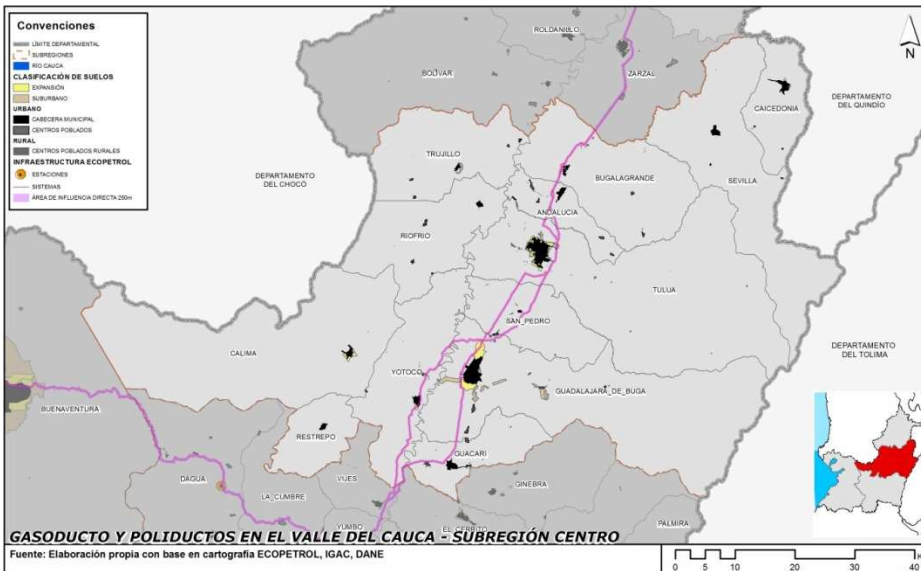 Convenciones
LÍMITE DEPARTAMENTAL
SUBREGIONES
RÍO CAUCA
CLASIFICACIÓN DE SUELOS
EXPANSIÓN
SUBURBANO
URBANO
CABECERA MUNICIPAL
CENTROS POBLADOS
RURAL
CENTROS POBLADOS RURALES
INFRAESTRUCTURA ECOPETROL
ESTACIONES
SISTEMAS
ÁREA DE INFLUENCIA DIRECTA 250m
N
ROLDANILLO
BOLÍVAR
ZARZAL
DEPARTAMENTO
DEL QUINDÍO
CAICEDONIA
TRUJILLO
DEPARTAMENTO
DEL CHOCÓ
BUGALAGRANDE
SEVILLA
ANDALUCÍA
RIOFRIO
TULUA
SAN_PEDRO
DEPARTAMENTO
DEL TOLIMA
CALIMA
YOTOCO
GUADALAJARA_DE_BUGA
BUENAVENTURA
RESTREPO
GUACARI
DAGUA
VIJES
GINEBRA
LA_CUMBRE
YUMBO
EL_CERRITO
PALMIRA
GASODUCTO Y POLIDUCTOS EN EL VALLE DEL CAUCA - SUBREGIÓN CENTRO
Fuente: Elaboración propia con base en cartografía ECOPETROL, IGAC, DANE
0 5 10 20 30 40